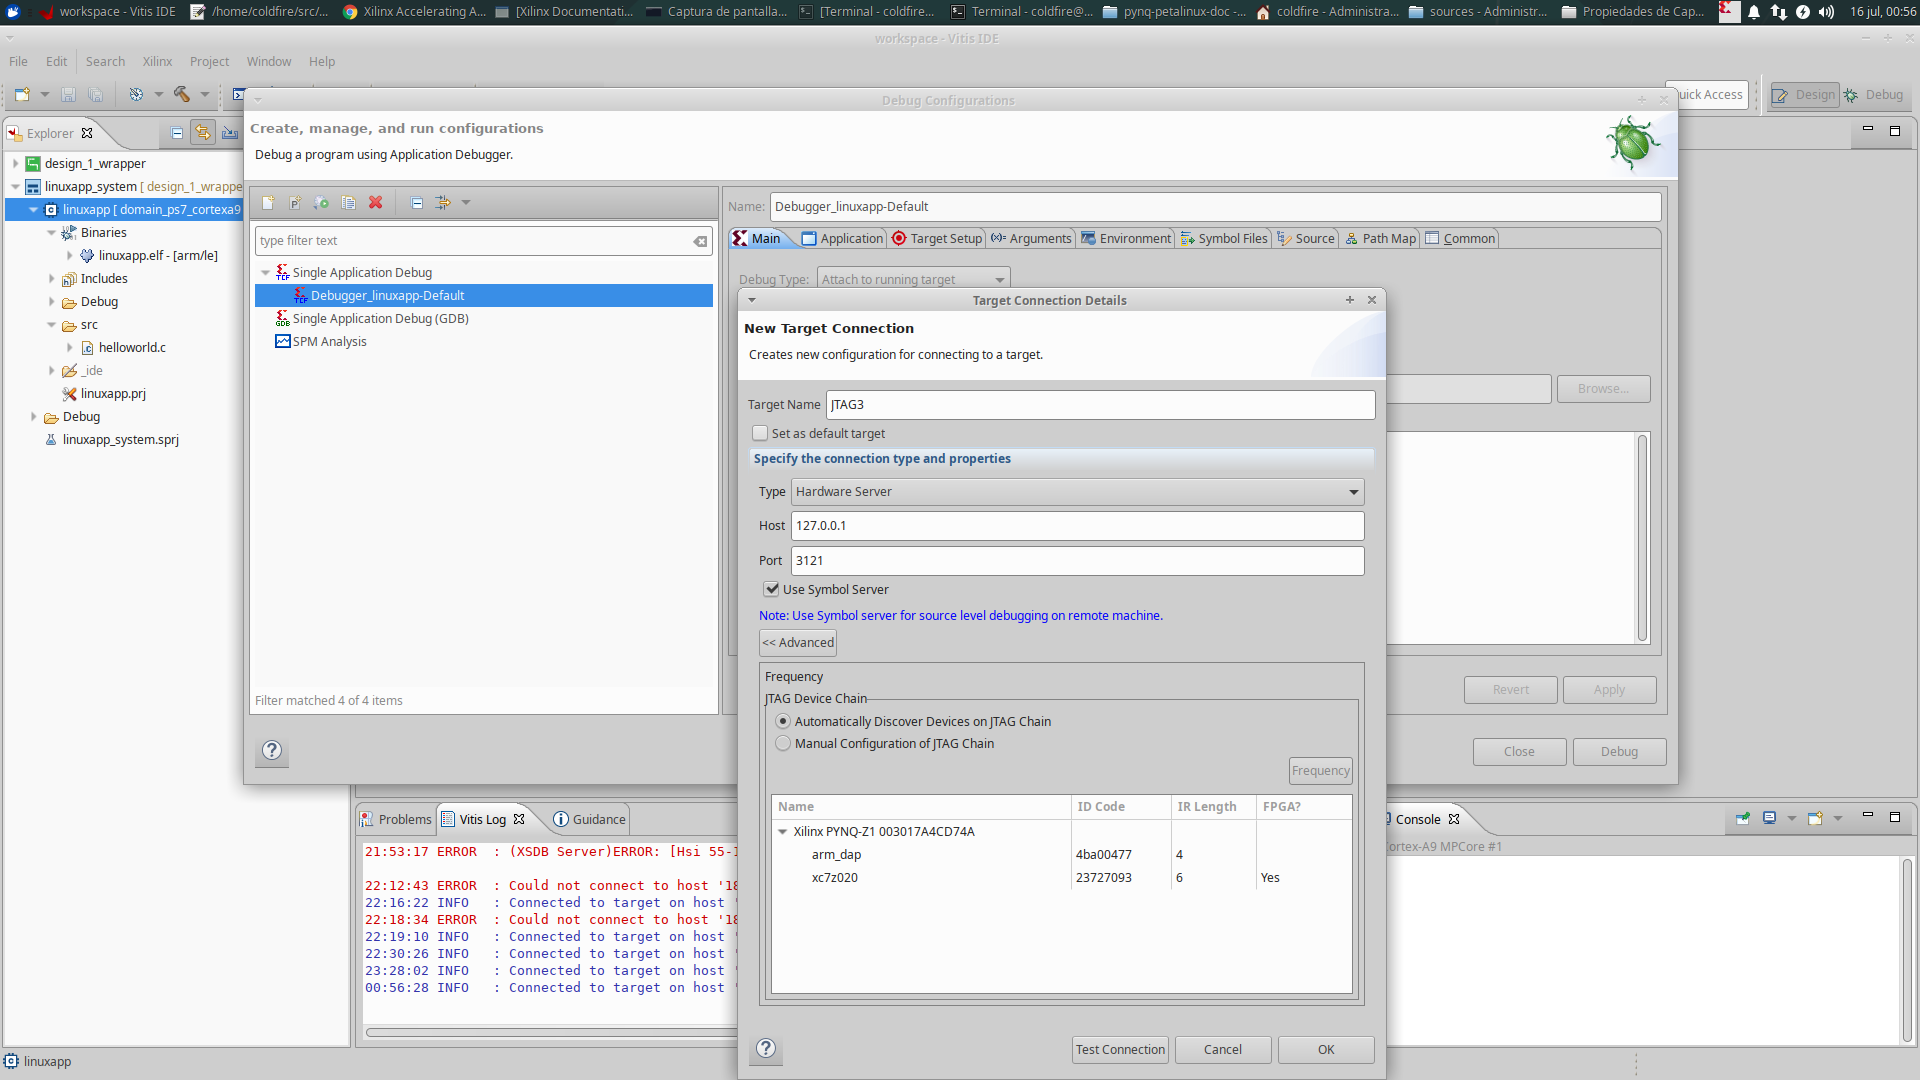 workspace - Vitis IDE
/home/coldfire/src/...
Xilinx Accelerating A...
[Xilinx Documentati...
Captura de pantalla...
[Terminal - coldfire...
Terminal - coldfire@...
pynq-petalinux-doc -...
coldfire - Administra...
sources - Administr...
Propiedades de Cap...
16 jul, 00:56
workspace - Vitis IDE
File Edit Search Xilinx Project Window Help
uick Access
Design
Debug
Explorer
design_1_wrapper
linuxapp_system [ design_1_wrappe
linuxapp [ domain_ps7_cortexa9
Binaries
linuxapp.elf - [arm/le]
Includes
Debug
src
helloworld.c
_ide
linuxapp.prj
Debug
linuxapp_system.sprj
Debug Configurations
Create, manage, and run configurations
Debug a program using Application Debugger.
type filter text
Single Application Debug
Debugger_linuxapp-Default
Single Application Debug (GDB)
SPM Analysis
Filter matched 4 of 4 items
Name: Debugger_linuxapp-Default
Main Application Target Setup Arguments Environment Symbol Files Source Path Map Common
Debug Type: Attach to running target
Browse...
Revert
Apply
Close
Debug
Target Connection Details
New Target Connection
Creates new configuration for connecting to a target.
Target Name JTAG3
Set as default target
Specify the connection type and properties
Type Hardware Server
Host 127.0.0.1
Port 3121
Use Symbol Server
Note: Use Symbol server for source level debugging on remote machine.
<< Advanced
Frequency
JTAG Device Chain
Automatically Discover Devices on JTAG Chain
Manual Configuration of JTAG Chain
Frequency
Name ID Code IR Length FPGA?
Xilinx PYNQ-Z1 003017A4CD74A
arm_dap 4ba00477 4
xc7z020 23727093 6 Yes
Test Connection
Cancel
OK
Problems
Vitis Log
Guidance
21:53:17 ERROR : (XSDB Server)ERROR: [Hsi 55-1
22:12:43 ERROR : Could not connect to host '18
22:16:22 INFO : Connected to target on host '
22:18:34 ERROR : Could not connect to host '18
22:19:10 INFO : Connected to target on host '
22:30:26 INFO : Connected to target on host '
23:28:02 INFO : Connected to target on host '
00:56:28 INFO : Connected to target on host '
Console
ortex-A9 MPCore #1
linuxapp